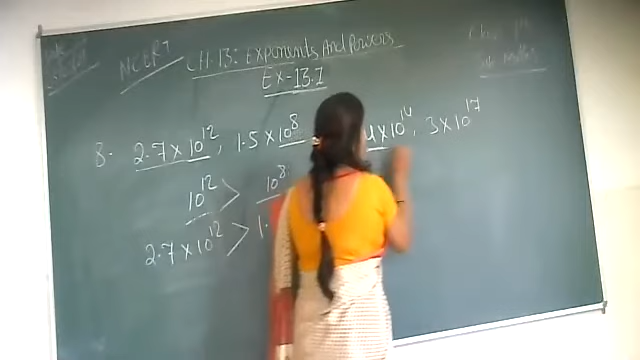 NCERT CH-13: Exponents And Powers Class 7th
Ex-13.1 Sub Maths
8. 2.7×10¹², 1.5×10⁸ 4×10¹⁴, 3×10¹⁷
10¹² > 10⁸
2.7×10¹² > 1.